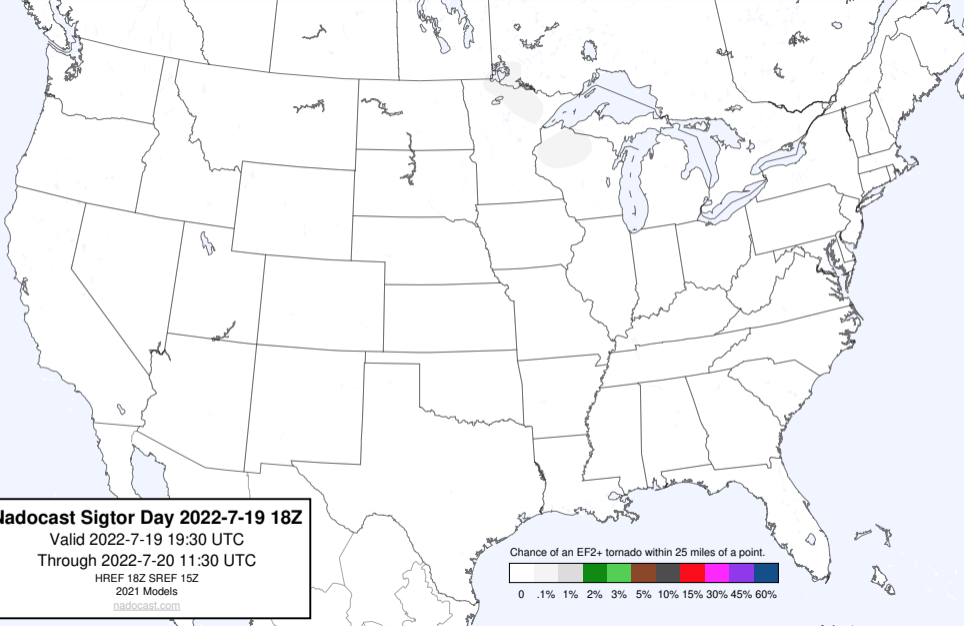 Nadocast Sigtor Day 2022-7-19 18Z
Valid 2022-7-19 19:30 UTC
Through 2022-7-20 11:30 UTC
HREF 18Z SREF 15Z
2021 Models
nadocast.com
Chance of an EF2+ tornado within 25 miles of a point.
0 .1% 1% 2% 3% 5% 10% 15% 30% 45% 60%